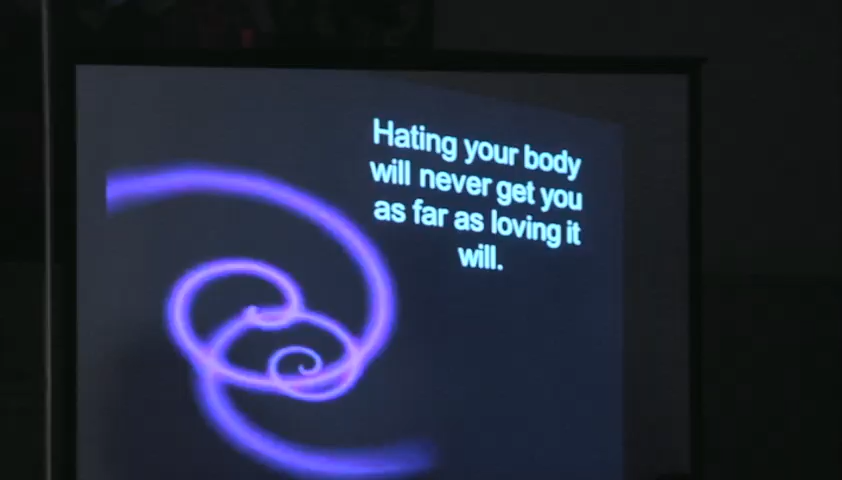 Hating your body
will never get you
as far as loving it
will.